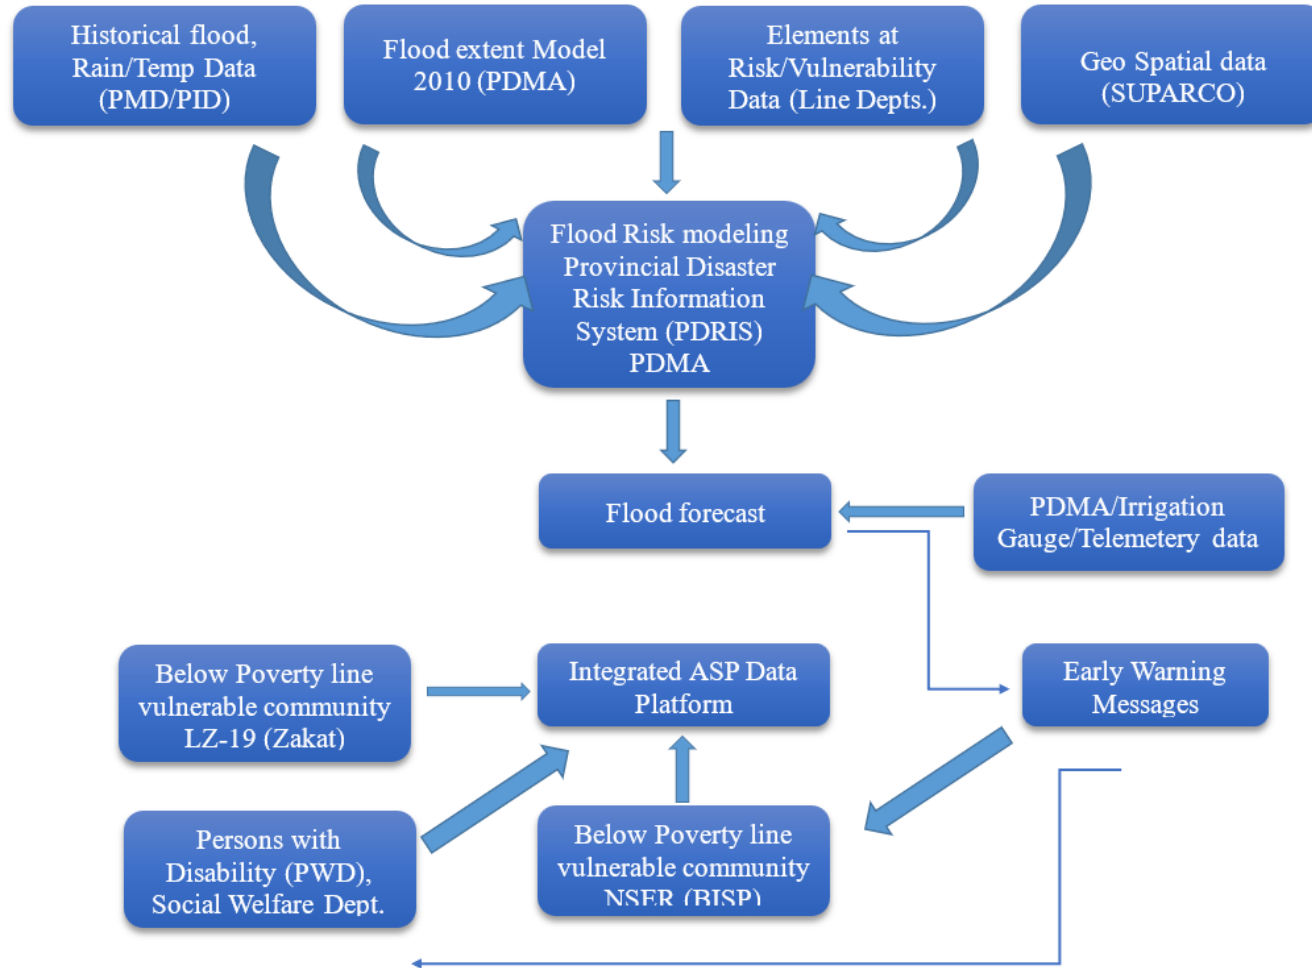 Historical flood,
Rain/Temp Data
(PMD/PID)
Flood extent Model
2010 (PDMA)
Elements at
Risk/Vulnerability
Data (Line Depts.)
Geo Spatial data
(SUPARCO)
Flood Risk modeling
Provincial Disaster
Risk Information
System (PDRIS)
PDMA
Flood forecast
PDMA/Irrigation
Gauge/Telemetery data
Below Poverty line
vulnerable community
LZ-19 (Zakat)
Integrated ASP Data
Platform
Early Warning
Messages
Persons with
Disability (PWD),
Social Welfare Dept.
Below Poverty line
vulnerable community
NSER (BISP)